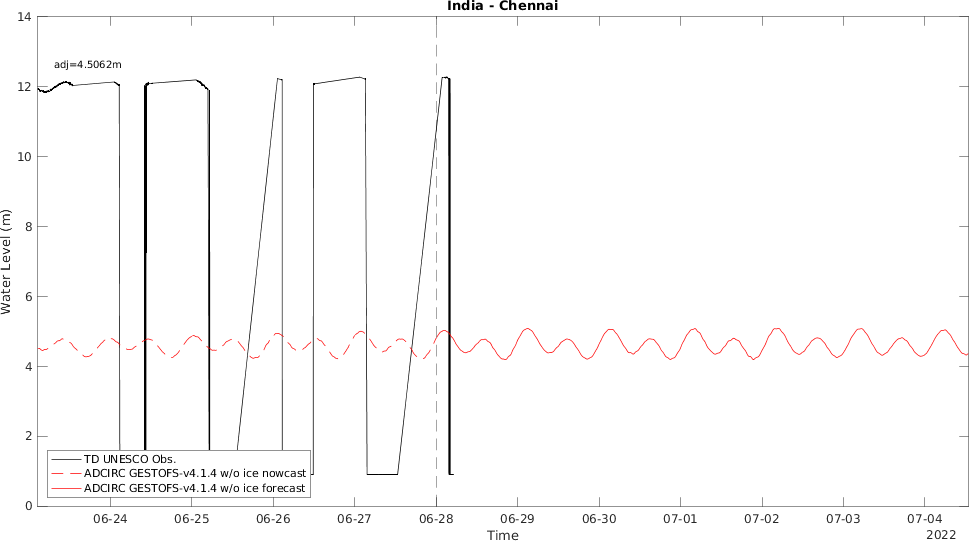 India - Chennai
14
12
10
8
6
4
2
0
Water Level (m)
adj=4.5062m
TD UNESCO Obs.
ADCIRC GESTOFS-v4.1.4 w/o ice nowcast
ADCIRC GESTOFS-v4.1.4 w/o ice forecast
06-24 06-25 06-26 06-27 06-28 06-29 06-30 07-01 07-02 07-03 07-04
Time
2022